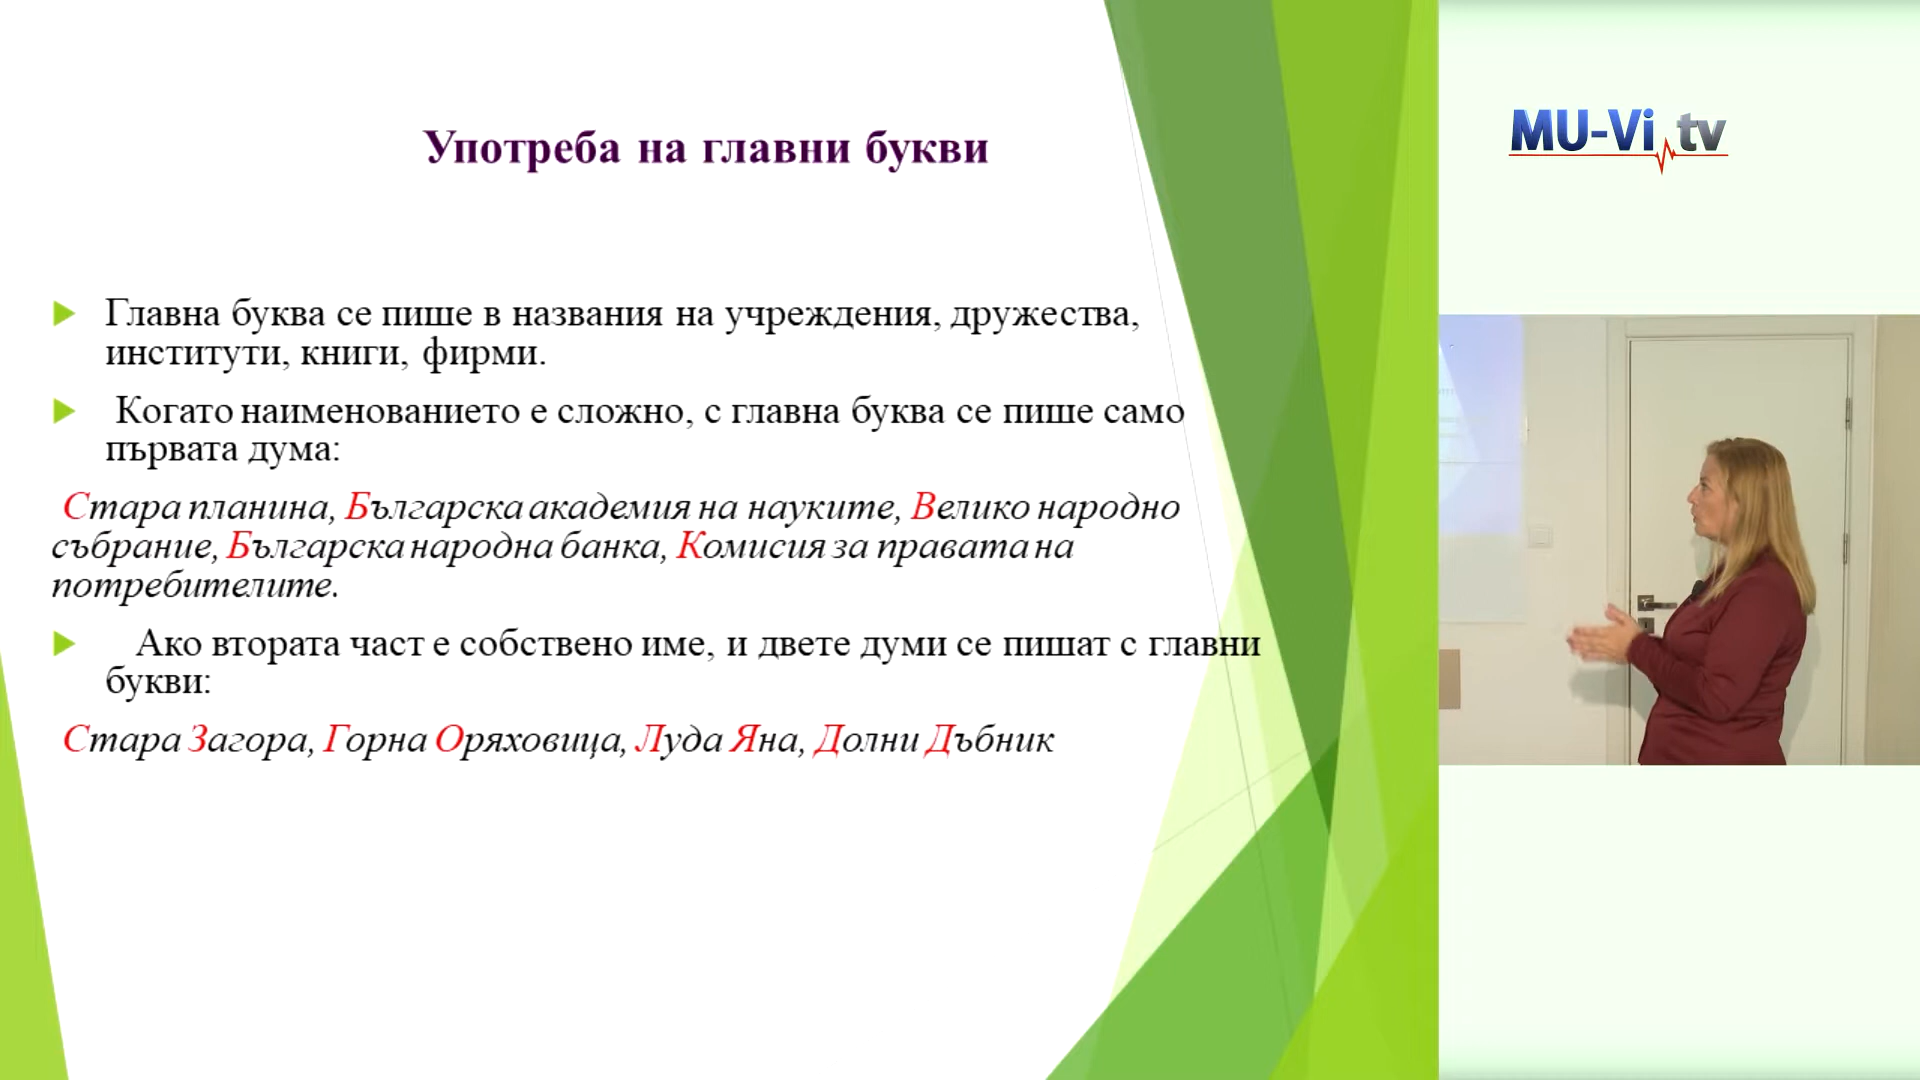 Употреба на главни букви
Главна буква се пише в названия на учреждения, дружества,
институти, книги, фирми.
Когато наименованието е сложно, с главна буква се пише само
първата дума:
Стара планина, Българска академия на науките, Велико народно
събрание, Българска народна банка, Комисия за правата на
потребителите.
Ако втората част е собствено име, и двете думи се пишат с главни
букви:
Стара Загора, Горна Оряховица, Луда Яна, Долни Дъбник
MU-Vi tv